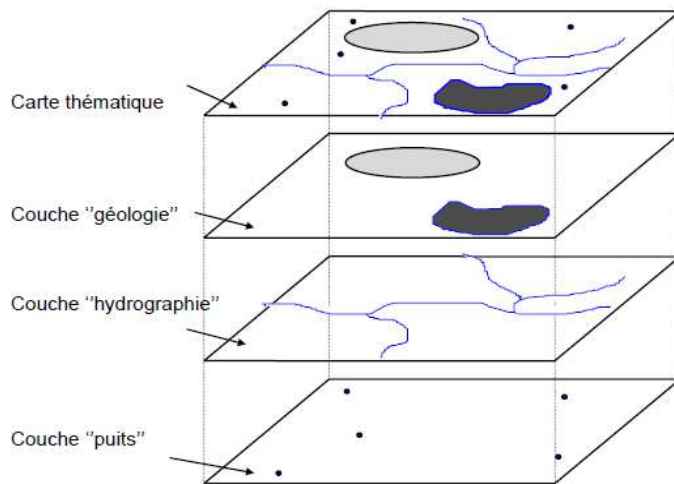 Carte thématique
Couche ‘‘géologie’’
Couche ‘‘hydrographie’’
Couche ‘‘puits’’